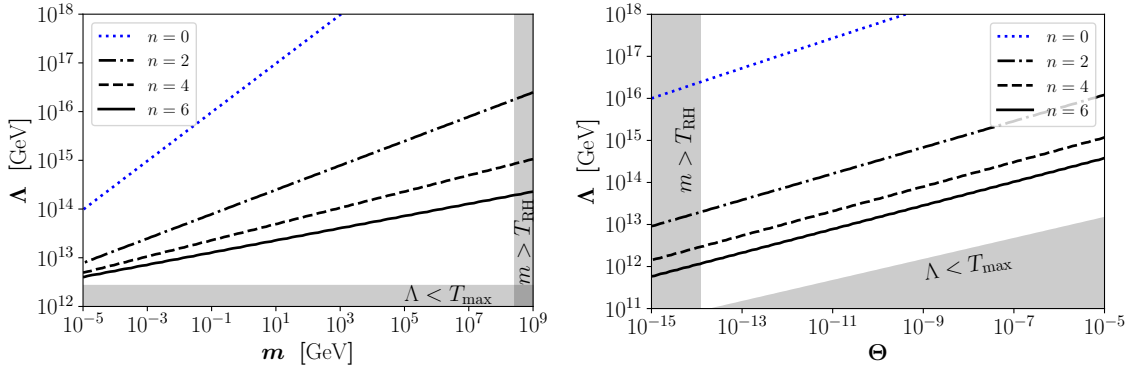 10^18
10^17
10^16
10^15
10^14
10^13
10^12
Λ [GeV]
n = 0
n = 2
n = 4
n = 6
m > T_RH
Λ < T_max
10^−5
10^−3
10^−1
10^1
10^3
10^5
10^7
10^9
m [GeV]
10^18
10^17
10^16
10^15
10^14
10^13
10^12
10^11
Λ [GeV]
n = 0
n = 2
n = 4
n = 6
m > T_RH
Λ < T_max
10^−15
10^−13
10^−11
10^−9
10^−7
10^−5
Θ